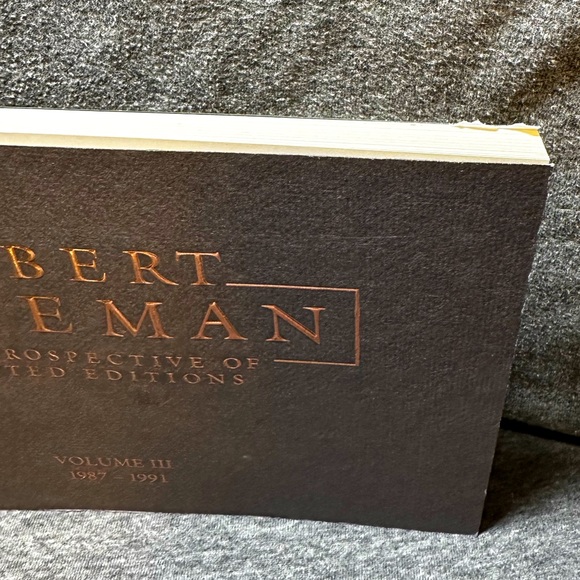 BERT
EMAN
ROSPECTIVE OF
TED EDITIONS
VOLUME III
1987 – 1991